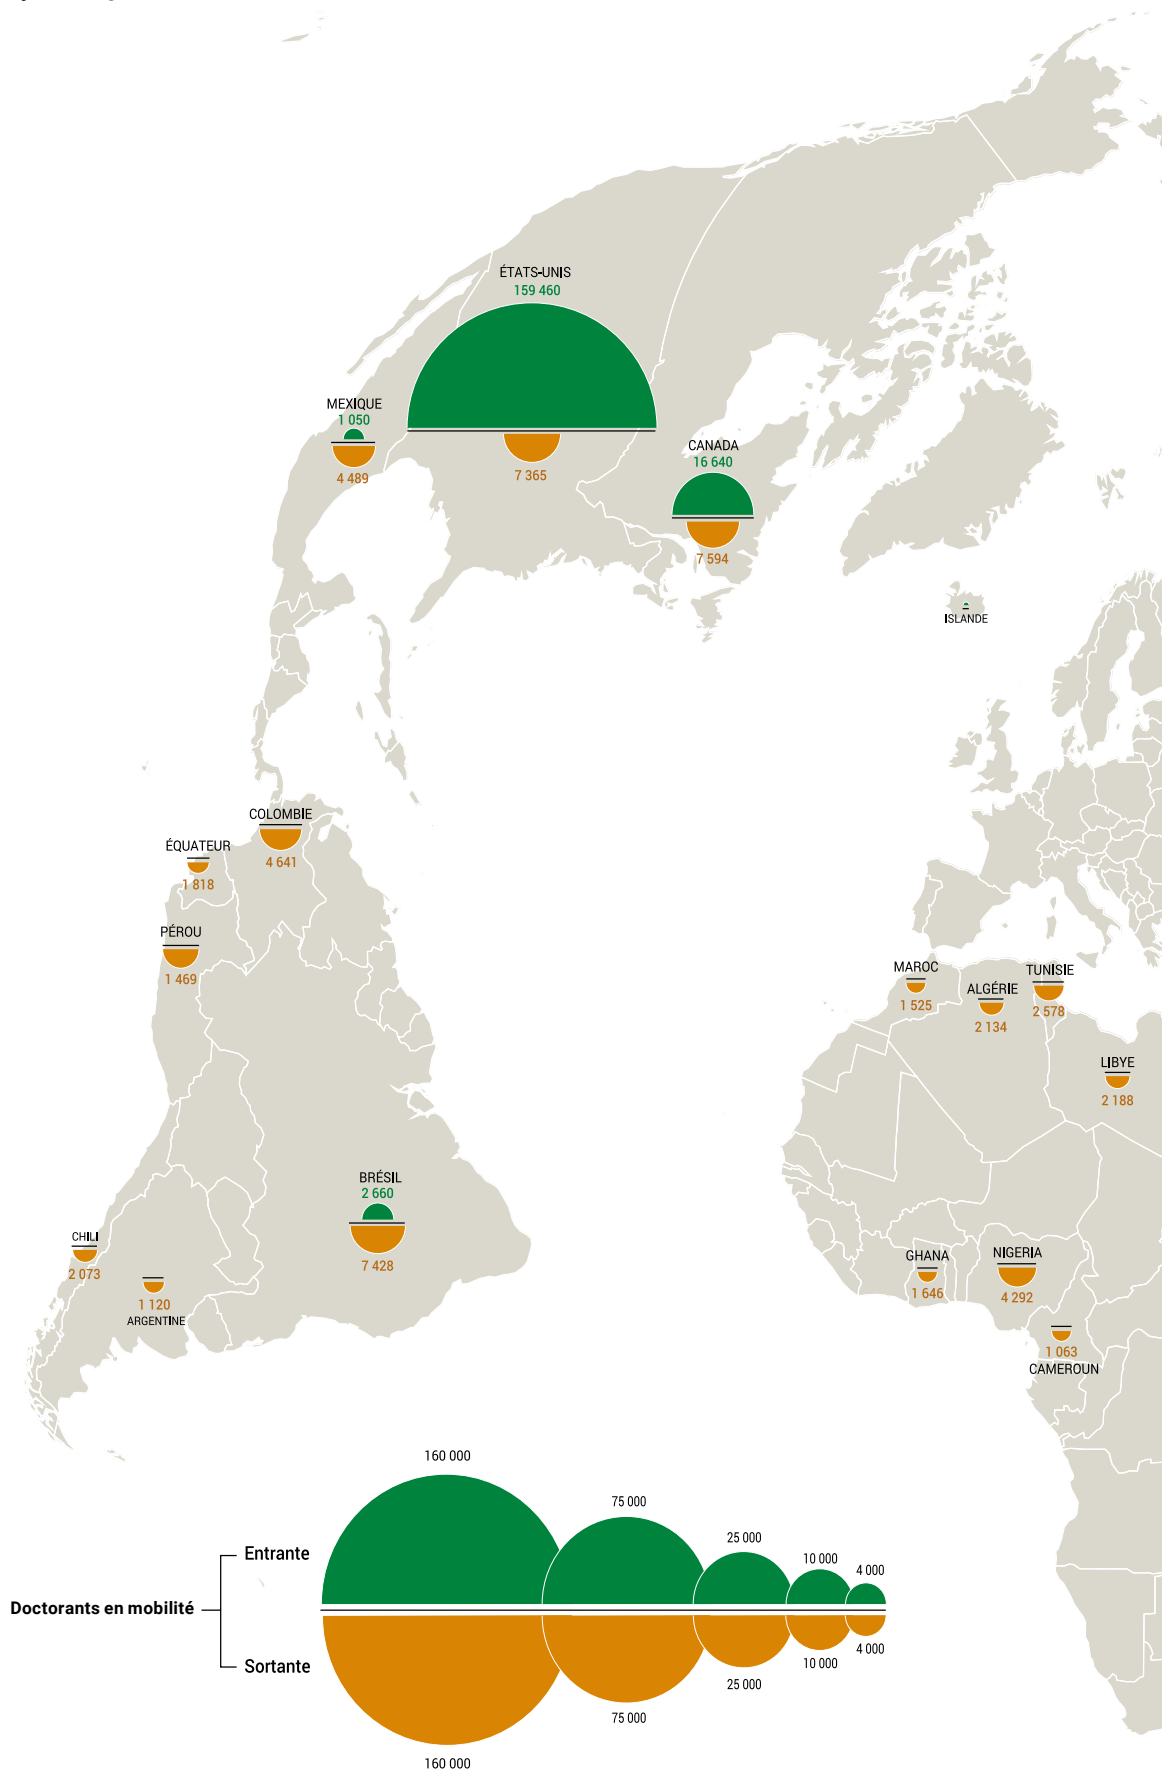 ÉTATS-UNIS
159 460
7 365
MEXIQUE
1 050
4 489
CANADA
16 640
7 594
ISLANDE
COLOMBIE
4 641
ÉQUATEUR
1 818
PÉROU
1 469
MAROC
1 525
ALGÉRIE
2 134
TUNISIE
2 578
LIBYE
2 188
BRÉSIL
2 660
7 428
CHILI
2 073
1 120
ARGENTINE
GHANA
1 646
NIGERIA
4 292
1 063
CAMEROUN
160 000
75 000
25 000
10 000
4 000
Entrante
Doctorants en mobilité
Sortante
4 000
10 000
25 000
75 000
160 000